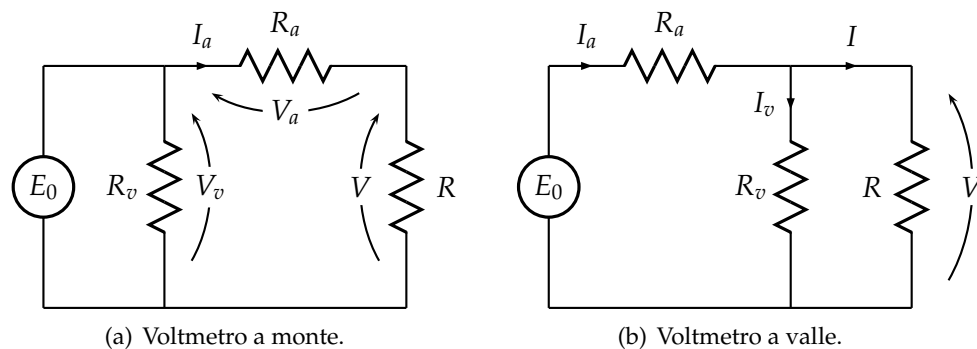 I_a
R_a
V_a
E_0
R_v
V_v
V
R
(a) Voltmetro a monte.
I_a
R_a
I
I_v
E_0
R_v
R
V
(b) Voltmetro a valle.